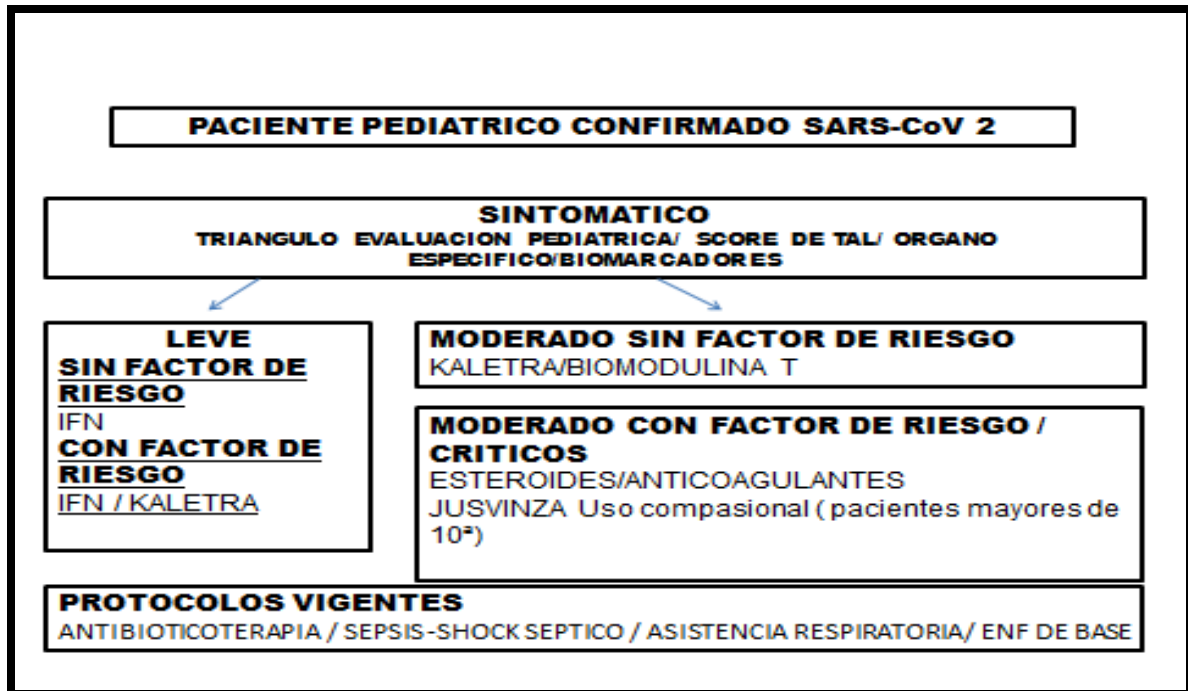 PACIENTE PEDIATRICO CONFIRMADO SARS-CoV 2
SINTOMATICO
TRIANGULO EVALUACION PEDIATRICA/ SCORE DE TAL/ ORGANO
ESPECIFICO/BIOMARCADORES
LEVE
SIN FACTOR DE
RIESGO
IFN
CON FACTOR DE
RIESGO
IFN / KALETRA
MODERADO SIN FACTOR DE RIESGO
KALETRA/BIOMODULINA T
MODERADO CON FACTOR DE RIESGO /
CRITICOS
ESTEROIDES/ANTICOAGULANTES
JUSVINZA Uso compasional ( pacientes mayores de
10ª)
PROTOCOLOS VIGENTES
ANTIBIOTICOTERAPIA / SEPSIS-SHOCK SEPTICO / ASISTENCIA RESPIRATORIA/ ENF DE BASE